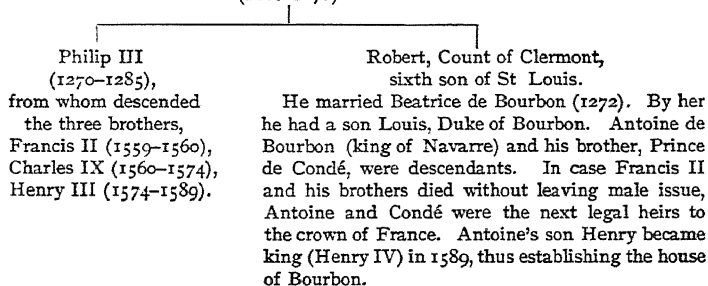 Philip III
(1270–1285),
from whom descended
the three brothers,
Francis II (1559–1560),
Charles IX (1560–1574),
Henry III (1574–1589).
Robert, Count of Clermont,
sixth son of St Louis.
He married Beatrice de Bourbon (1272). By her
he had a son Louis, Duke of Bourbon. Antoine de
Bourbon (king of Navarre) and his brother, Prince
de Condé, were descendants. In case Francis II
and his brothers died without leaving male issue,
Antoine and Condé were the next legal heirs to
the crown of France. Antoine's son Henry became
king (Henry IV) in 1589, thus establishing the house
of Bourbon.